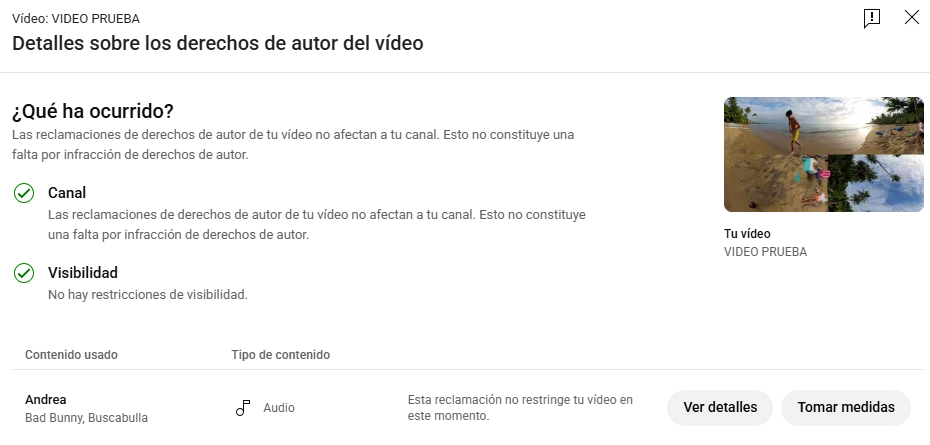 Vídeo: VIDEO PRUEBA
Detalles sobre los derechos de autor del vídeo
¿Qué ha ocurrido?
Las reclamaciones de derechos de autor de tu vídeo no afectan a tu canal. Esto no constituye una
falta por infracción de derechos de autor.
Canal
Las reclamaciones de derechos de autor de tu vídeo no afectan a tu canal. Esto no constituye
una falta por infracción de derechos de autor.
Visibilidad
No hay restricciones de visibilidad.
Tu vídeo
VIDEO PRUEBA
Contenido usado
Tipo de contenido
Andrea
Bad Bunny, Buscabulla
Audio
Esta reclamación no restringe tu vídeo en
este momento.
Ver detalles
Tomar medidas